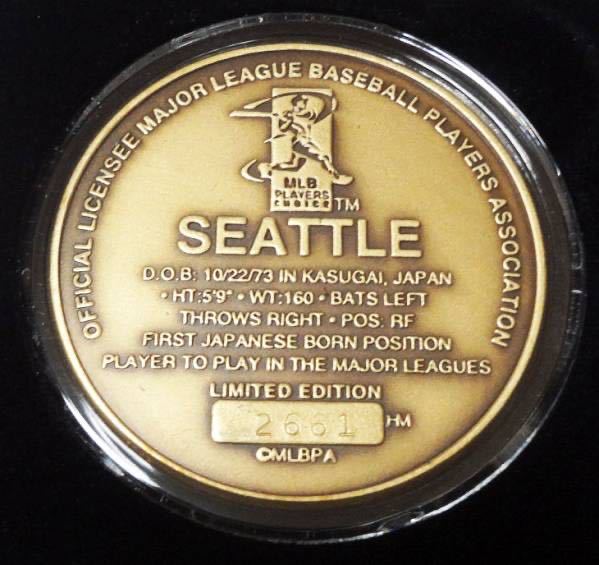 OFFICIAL LICENSEE MAJOR LEAGUE BASEBALL PLAYERS ASSOCIATION
MLB
PLAYERS
CHOICE TM
SEATTLE
D.O.B: 10/22/73 IN KASUGAI, JAPAN
• HT:5'9" • WT:160 • BATS LEFT
THROWS RIGHT • POS: RF
FIRST JAPANESE BORN POSITION
PLAYER TO PLAY IN THE MAJOR LEAGUES
LIMITED EDITION
2661 HM
©MLBPA